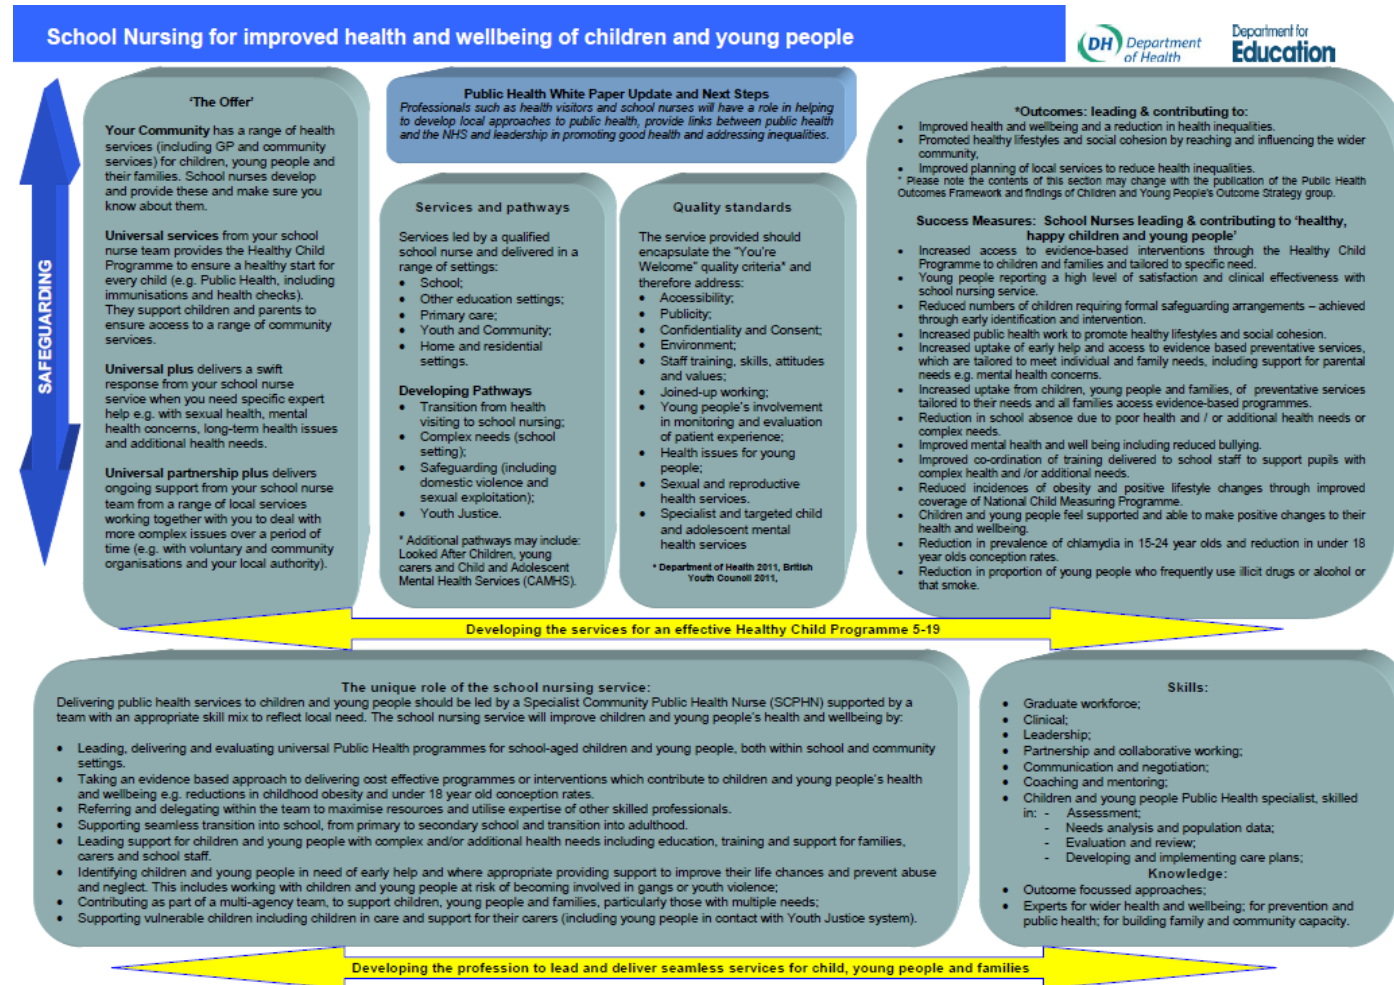 School Nursing for improved health and wellbeing of children and young people
DH Department
of Health
Department for
Education
SAFEGUARDING
‘The Offer’
Your Community has a range of health
services (including GP and community
services) for children, young people and
their families. School nurses develop
and provide these and make sure you
know about them.
Universal services from your school
nurse team provides the Healthy Child
Programme to ensure a healthy start for
every child (e.g. Public Health, including
immunisations and health checks).
They support children and parents to
ensure access to a range of community
services.
Universal plus delivers a swift
response from your school nurse
service when you need specific expert
help e.g. with sexual health, mental
health concerns, long-term health issues
and additional health needs.
Universal partnership plus delivers
ongoing support from your school nurse
team from a range of local services
working together with you to deal with
more complex issues over a period of
time (e.g. with voluntary and community
organisations and your local authority).
Public Health White Paper Update and Next Steps
Professionals such as health visitors and school nurses will have a role in helping
to develop local approaches to public health, provide links between public health
and the NHS and leadership in promoting good health and addressing inequalities.
Services and pathways
Services led by a qualified
school nurse and delivered in a
range of settings:
• School;
• Other education settings;
• Primary care;
• Youth and Community;
• Home and residential
settings.
Developing Pathways
• Transition from health
visiting to school nursing;
• Complex needs (school
setting);
• Safeguarding (including
domestic violence and
sexual exploitation);
• Youth Justice.
* Additional pathways may include:
Looked After Children, young
carers and Child and Adolescent
Mental Health Services (CAMHS).
Quality standards
The service provided should
encapsulate the "You're
Welcome" quality criteria* and
therefore address:
• Accessibility;
• Publicity;
• Confidentiality and Consent;
• Environment;
• Staff training, skills, attitudes
and values;
• Joined-up working;
• Young people's involvement
in monitoring and evaluation
of patient experience;
• Health issues for young
people;
• Sexual and reproductive
health services.
• Specialist and targeted child
and adolescent mental
health services
* Department of Health 2011, British
Youth Council 2011,
*Outcomes: leading & contributing to:
• Improved health and wellbeing and a reduction in health inequalities.
• Promoted healthy lifestyles and social cohesion by reaching and influencing the wider
community,
• Improved planning of local services to reduce health inequalities.
* Please note the contents of this section may change with the publication of the Public Health
Outcomes Framework and findings of Children and Young People's Outcome Strategy group.
Success Measures: School Nurses leading & contributing to ‘healthy,
happy children and young people’
• Increased access to evidence-based interventions through the Healthy Child
Programme to children and families and tailored to specific need.
• Young people reporting a high level of satisfaction and clinical effectiveness with
school nursing service.
• Reduced numbers of children requiring formal safeguarding arrangements – achieved
through early identification and intervention.
• Increased public health work to promote healthy lifestyles and social cohesion.
• Increased uptake of early help and access to evidence based preventative services,
which are tailored to meet individual and family needs, including support for parental
needs e.g. mental health concerns.
• Increased uptake from children, young people and families, of preventative services
tailored to their needs and all families access evidence-based programmes.
• Reduction in school absence due to poor health and / or additional health needs or
complex needs.
• Improved mental health and well being including reduced bullying.
• Improved co-ordination of training delivered to school staff to support pupils with
complex health and /or additional needs.
• Reduced incidences of obesity and positive lifestyle changes through improved
coverage of National Child Measuring Programme.
• Children and young people feel supported and able to make positive changes to their
health and wellbeing.
• Reduction in prevalence of chlamydia in 15-24 year olds and reduction in under 18
year olds conception rates.
• Reduction in proportion of young people who frequently use illicit drugs or alcohol or
that smoke.
Developing the services for an effective Healthy Child Programme 5-19
The unique role of the school nursing service:
Delivering public health services to children and young people should be led by a Specialist Community Public Health Nurse (SCPHN) supported by a
team with an appropriate skill mix to reflect local need. The school nursing service will improve children and young people's health and wellbeing by:
• Leading, delivering and evaluating universal Public Health programmes for school-aged children and young people, both within school and community
settings.
• Taking an evidence based approach to delivering cost effective programmes or interventions which contribute to children and young people's health
and wellbeing e.g. reductions in childhood obesity and under 18 year old conception rates.
• Referring and delegating within the team to maximise resources and utilise expertise of other skilled professionals.
• Supporting seamless transition into school, from primary to secondary school and transition into adulthood.
• Leading support for children and young people with complex and/or additional health needs including education, training and support for families,
carers and school staff.
• Identifying children and young people in need of early help and where appropriate providing support to improve their life chances and prevent abuse
and neglect. This includes working with children and young people at risk of becoming involved in gangs or youth violence;
• Contributing as part of a multi-agency team, to support children, young people and families, particularly those with multiple needs;
• Supporting vulnerable children including children in care and support for their carers (including young people in contact with Youth Justice system).
Skills:
• Graduate workforce;
• Clinical;
• Leadership;
• Partnership and collaborative working;
• Communication and negotiation;
• Coaching and mentoring;
• Children and young people Public Health specialist, skilled
in: - Assessment;
- Needs analysis and population data;
- Evaluation and review;
- Developing and implementing care plans;
Knowledge:
• Outcome focussed approaches;
• Experts for wider health and wellbeing; for prevention and
public health; for building family and community capacity.
Developing the profession to lead and deliver seamless services for child, young people and families